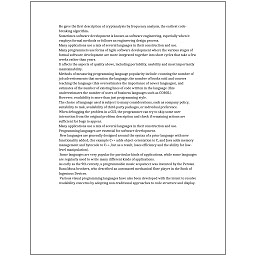 He gave the first description of cryptanalysis by frequency analysis, the earliest code-
breaking algorithm.
Sometimes software development is known as software engineering, especially when it
employs formal methods or follows an engineering design process.
Many applications use a mix of several languages in their construction and use.
Many programmers use forms of Agile software development where the various stages of
formal software development are more integrated together into short cycles that take a few
weeks rather than years.
It affects the aspects of quality above, including portability, usability and most importantly
maintainability.
Methods of measuring programming language popularity include: counting the number of
job advertisements that mention the language, the number of books sold and courses
teaching the language (this overestimates the importance of newer languages), and
estimates of the number of existing lines of code written in the language (this
underestimates the number of users of business languages such as COBOL).
However, readability is more than just programming style.
The choice of language used is subject to many considerations, such as company policy,
suitability to task, availability of third-party packages, or individual preference.
When debugging the problem in a GUI, the programmer can try to skip some user
interaction from the original problem description and check if remaining actions are
sufficient for bugs to appear.
Many applications use a mix of several languages in their construction and use.
Programming languages are essential for software development.
New languages are generally designed around the syntax of a prior language with new
functionality added, (for example C++ adds object-orientation to C, and Java adds memory
management and bytecode to C++, but as a result, loses efficiency and the ability for low-
level manipulation).
Some languages are very popular for particular kinds of applications, while some languages
are regularly used to write many different kinds of applications.
As early as the 9th century, a programmable music sequencer was invented by the Persian
Banu Musa brothers, who described an automated mechanical flute player in the Book of
Ingenious Devices.
Various visual programming languages have also been developed with the intent to resolve
readability concerns by adopting non-traditional approaches to code structure and display.